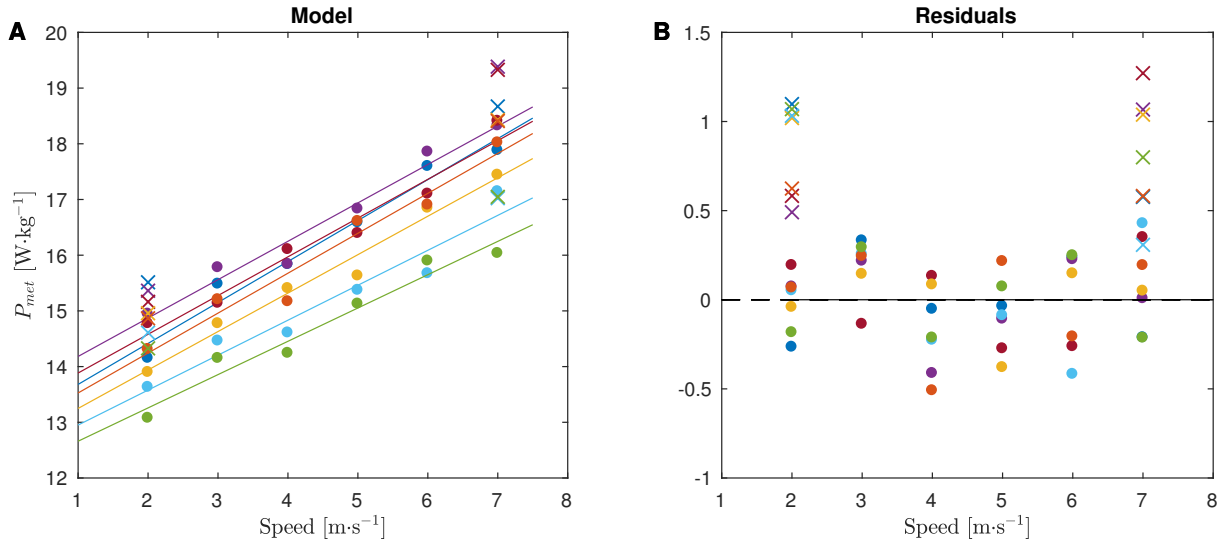 A
Model
20
19
18
17
16
15
14
13
12
P_{met} [W·kg⁻¹]
1 2 3 4 5 6 7 8
Speed [m·s⁻¹]
B
Residuals
1.5
1
0.5
0
-0.5
-1
1 2 3 4 5 6 7 8
Speed [m·s⁻¹]